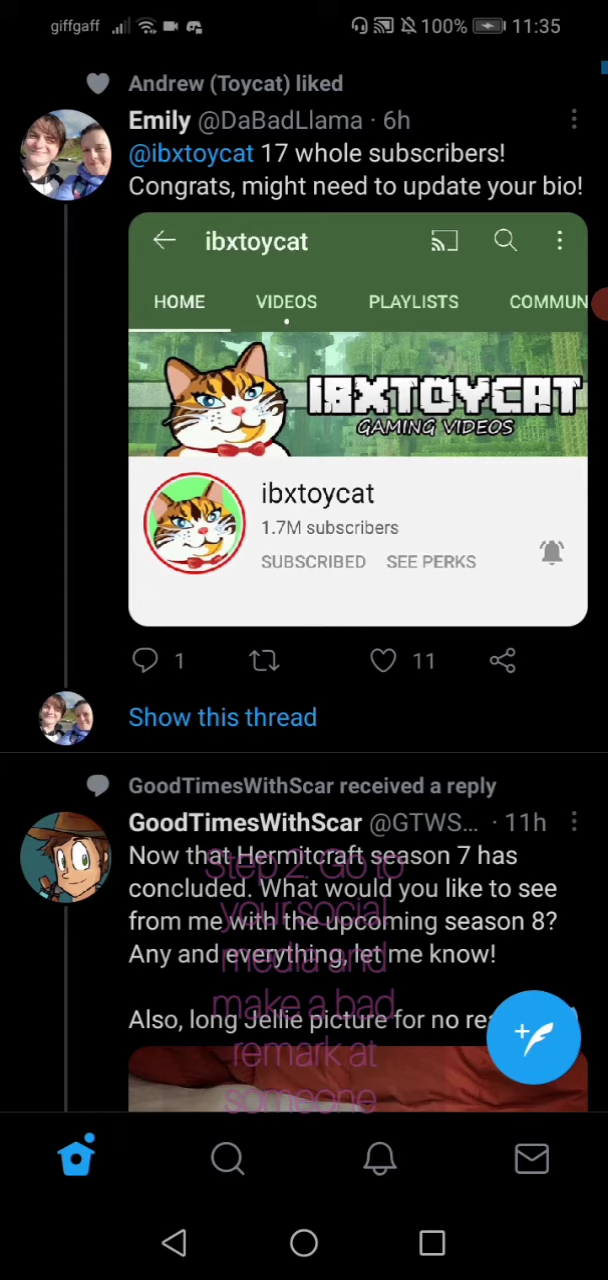 giffgaff 100% 11:35
Andrew (Toycat) liked
Emily @DaBadLlama · 6h
@ibxtoycat 17 whole subscribers!
Congrats, might need to update your bio!
ibxtoycat
HOME VIDEOS PLAYLISTS COMMUN
IBXTOYCAT
GAMING VIDEOS
ibxtoycat
1.7M subscribers
SUBSCRIBED SEE PERKS
1 11
Show this thread
GoodTimesWithScar received a reply
GoodTimesWithScar @GTWS... · 11h
Now that Hermitcraft season 7 has
concluded. What would you like to see
from me with the upcoming season 8?
Any and everything, let me know!
Also, long Jellie picture for no rea
Step 2: Go to
your social
media and
make a bad
remark at
someone